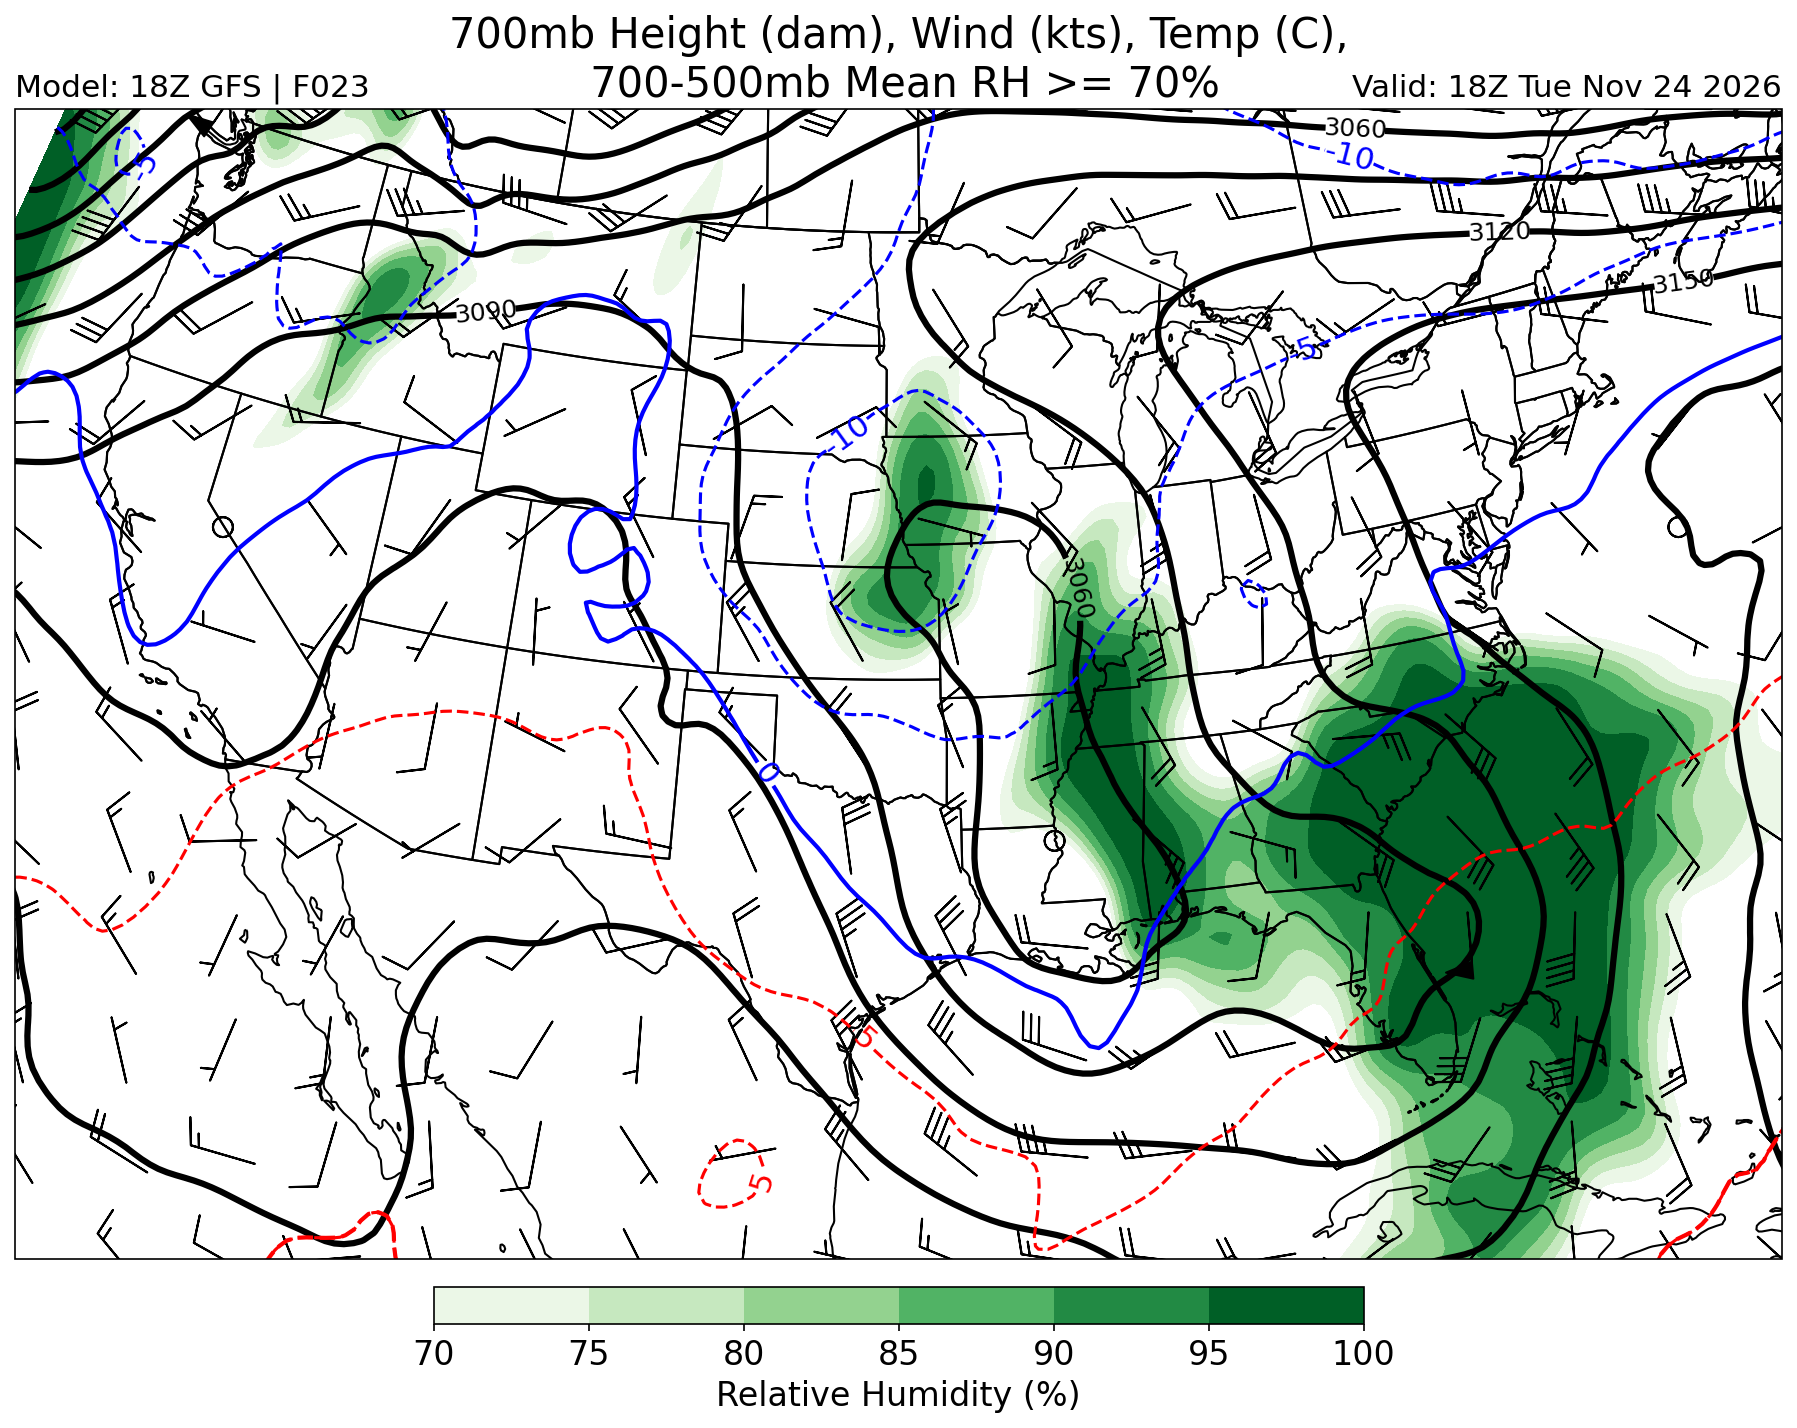 700mb Height (dam), Wind (kts), Temp (C),
700-500mb Mean RH >= 70%
Model: 18Z GFS | F023
Valid: 18Z Tue Nov 24 2026
3060
-10
-5
3120
3150
3090
-5
-10
3060
0
5
5
70 75 80 85 90 95 100
Relative Humidity (%)